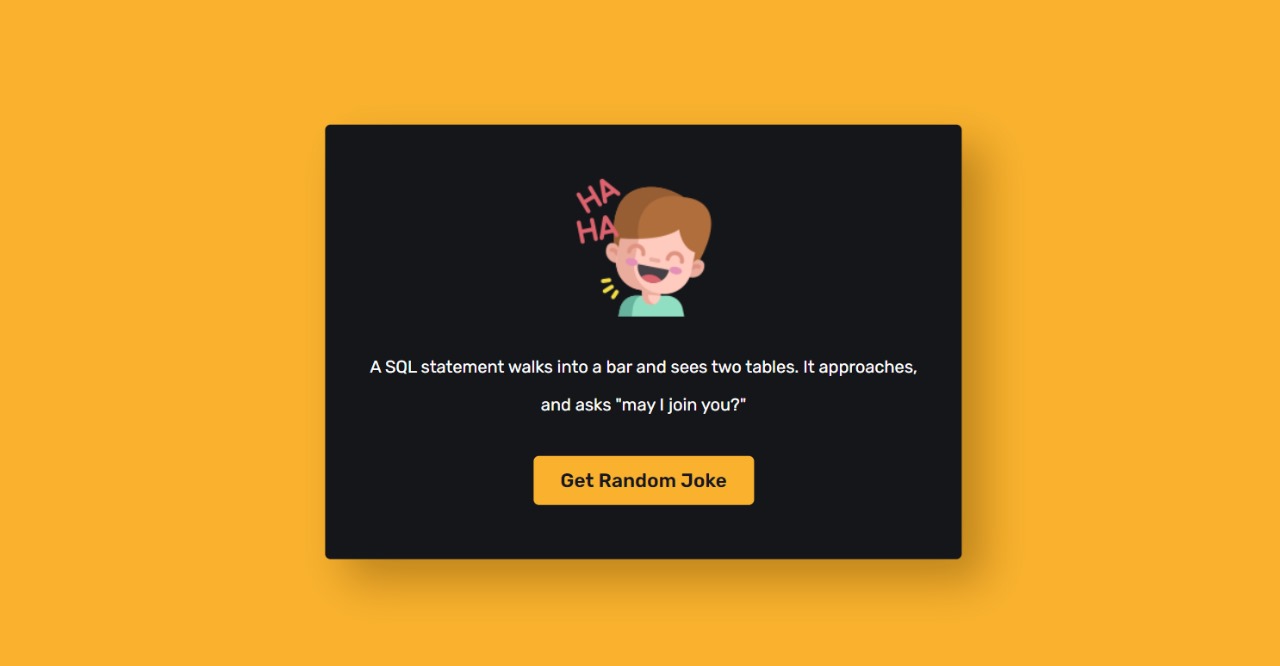 HA
HA
A SQL statement walks into a bar and sees two tables. It approaches,
and asks "may I join you?"
Get Random Joke